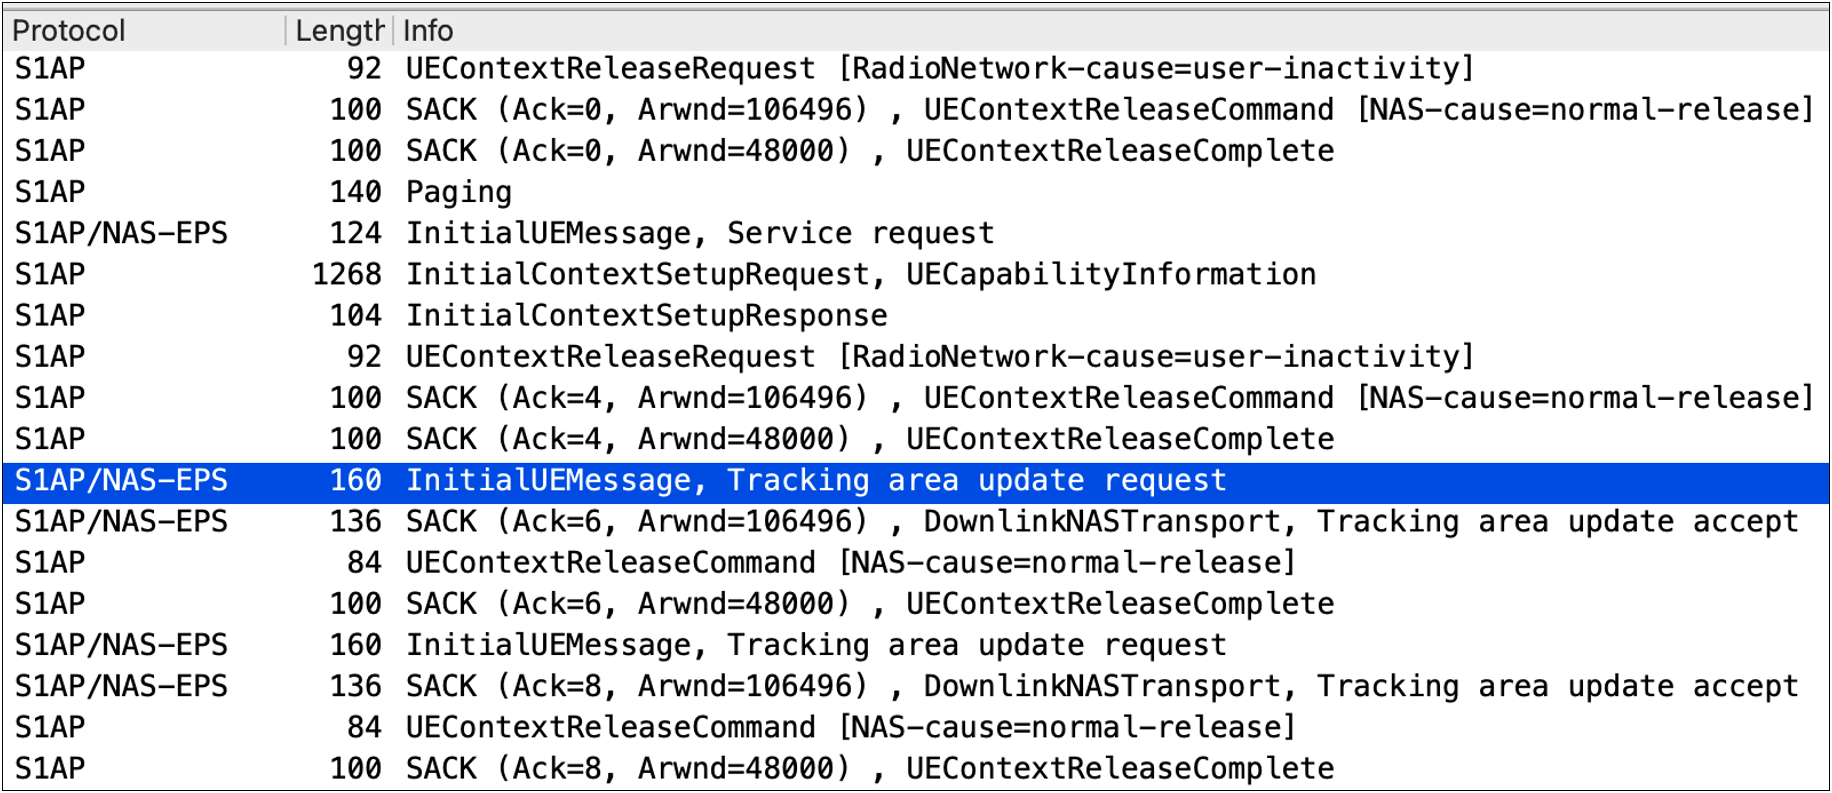 Protocol Length Info
S1AP 92 UEContextReleaseRequest [RadioNetwork-cause=user-inactivity]
S1AP 100 SACK (Ack=0, Arwnd=106496) , UEContextReleaseCommand [NAS-cause=normal-release]
S1AP 100 SACK (Ack=0, Arwnd=48000) , UEContextReleaseComplete
S1AP 140 Paging
S1AP/NAS-EPS 124 InitialUEMessage, Service request
S1AP 1268 InitialContextSetupRequest, UECapabilityInformation
S1AP 104 InitialContextSetupResponse
S1AP 92 UEContextReleaseRequest [RadioNetwork-cause=user-inactivity]
S1AP 100 SACK (Ack=4, Arwnd=106496) , UEContextReleaseCommand [NAS-cause=normal-release]
S1AP 100 SACK (Ack=4, Arwnd=48000) , UEContextReleaseComplete
S1AP/NAS-EPS 160 InitialUEMessage, Tracking area update request
S1AP/NAS-EPS 136 SACK (Ack=6, Arwnd=106496) , DownlinkNASTransport, Tracking area update accept
S1AP 84 UEContextReleaseCommand [NAS-cause=normal-release]
S1AP 100 SACK (Ack=6, Arwnd=48000) , UEContextReleaseComplete
S1AP/NAS-EPS 160 InitialUEMessage, Tracking area update request
S1AP/NAS-EPS 136 SACK (Ack=8, Arwnd=106496) , DownlinkNASTransport, Tracking area update accept
S1AP 84 UEContextReleaseCommand [NAS-cause=normal-release]
S1AP 100 SACK (Ack=8, Arwnd=48000) , UEContextReleaseComplete